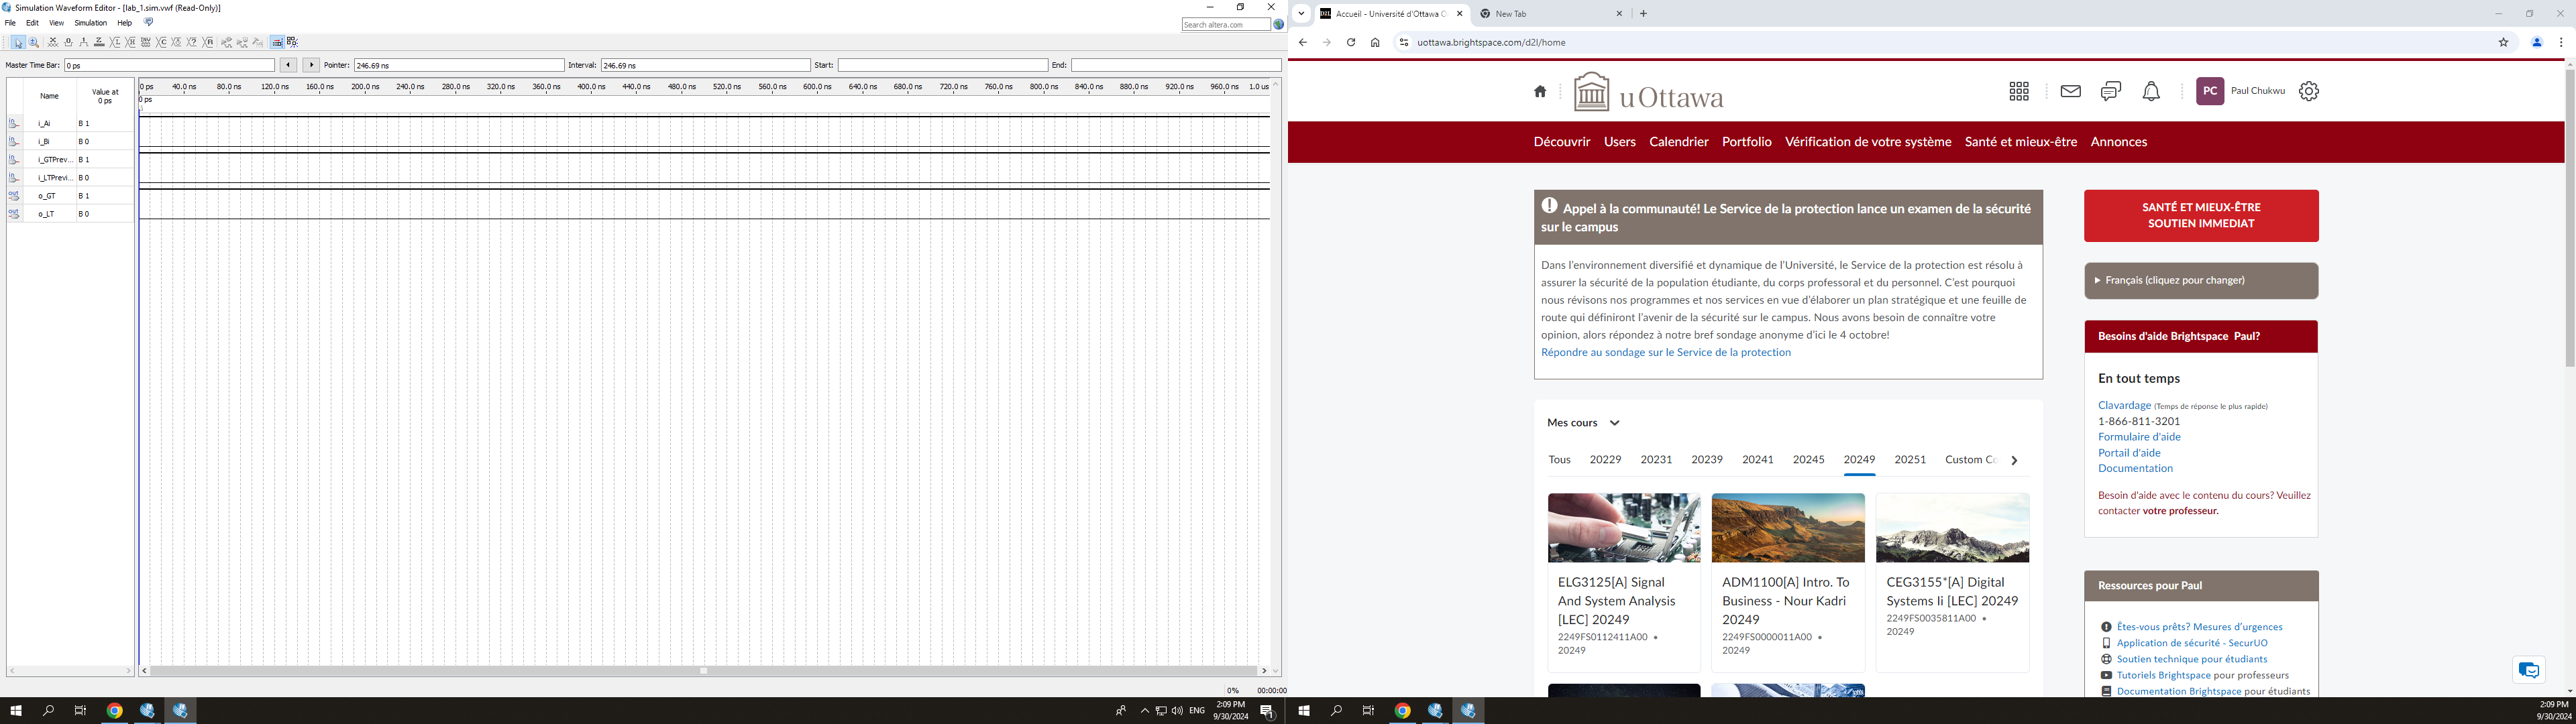 Simulation Waveform Editor - [lab_1.sim.vwf (Read-Only)]
File Edit View Simulation Help
Search altera.com
Master Time Bar: 0 ps Pointer: 246.69 ns Interval: 246.69 ns Start: End:
Name Value at 0 ps
0 ps 40.0 ns 80.0 ns 120.0 ns 160.0 ns 200.0 ns 240.0 ns 280.0 ns 320.0 ns 360.0 ns 400.0 ns 440.0 ns 480.0 ns 520.0 ns 560.0 ns 600.0 ns 640.0 ns 680.0 ns 720.0 ns 760.0 ns 800.0 ns 840.0 ns 880.0 ns 920.0 ns 960.0 ns 1.0 us
0 ps
i_Ai B 1
i_Bi B 0
i_GTPrev... B 1
i_LTPrevi... B 0
o_GT B 1
o_LT B 0
0% 00:00:00
ENG 2:09 PM
9/30/2024
Accueil - Université d'Ottawa
New Tab
uottawa.brightspace.com/d2l/home
uOttawa
PC Paul Chukwu
Découvrir Users Calendrier Portfolio Vérification de votre système Santé et mieux-être Annonces
Appel à la communauté! Le Service de la protection lance un examen de la sécurité
sur le campus
Dans l'environnement diversifié et dynamique de l'Université, le Service de la protection est résolu à
assurer la sécurité de la population étudiante, du corps professoral et du personnel. C'est pourquoi
nous révisons nos programmes et nos services en vue d'élaborer un plan stratégique et une feuille de
route qui définiront l'avenir de la sécurité sur le campus. Nous avons besoin de connaître votre
opinion, alors répondez à notre bref sondage anonyme d'ici le 4 octobre!
Répondre au sondage sur le Service de la protection
Mes cours
Tous 20229 20231 20239 20241 20245 20249 20251 Custom Co
ELG3125[A] Signal
And System Analysis
[LEC] 20249
2249FS0112411A00 •
20249
ADM1100[A] Intro. To
Business - Nour Kadri
20249
2249FS0000011A00 •
20249
CEG3155*[A] Digital
Systems Ii [LEC] 20249
2249FS0035811A00 •
20249
SANTÉ ET MIEUX-ÊTRE
SOUTIEN IMMEDIAT
Français (cliquez pour changer)
Besoins d'aide Brightspace Paul?
En tout temps
Clavardage (Temps de réponse le plus rapide)
1-866-811-3201
Formulaire d'aide
Portail d'aide
Documentation
Besoin d'aide avec le contenu du cours? Veuillez
contacter votre professeur.
Ressources pour Paul
Êtes-vous prêts? Mesures d'urgences
Application de sécurité - SecurUO
Soutien technique pour étudiants
Tutoriels Brightspace pour professeurs
Documentation Brightspace pour étudiants
2:09 PM
9/30/2024